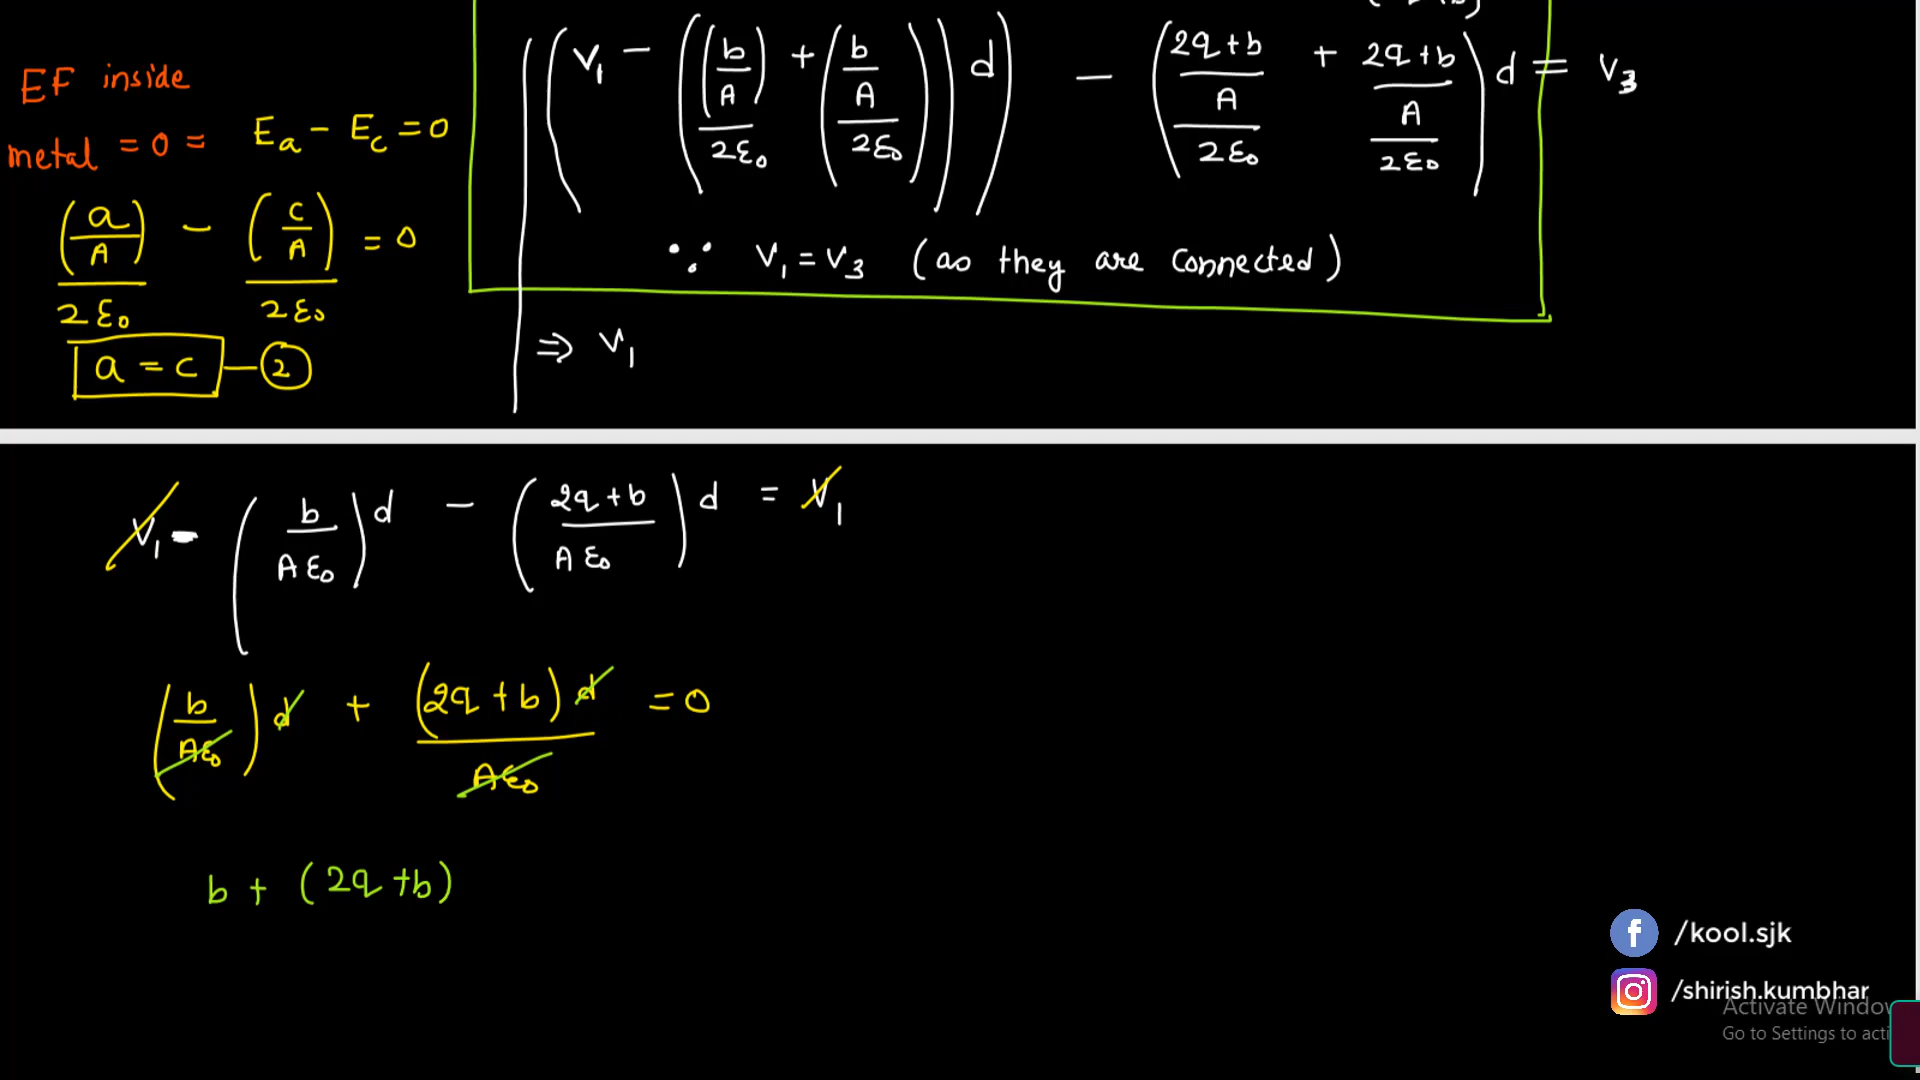 EF inside
metal = 0 = Ea - Ec = 0
(a/A)/2ε₀ - (c/A)/2ε₀ = 0
a = c — ②
((V₁ - ((b/A)/2ε₀ + (b/A)/2ε₀)) d) - ((2q+b)/A/2ε₀ + (2q+b)/A/2ε₀) d = V₃
∵ V₁ = V₃ (as they are connected)
⇒ V₁
V₁ - (b/Aε₀) d - ((2q+b)/Aε₀) d = V₁
(b/Aε₀) d + (2q+b) d/Aε₀ = 0
b + (2q+b)
/kool.sjk
/shirish.kumbhar
Activate Window
Go to Settings to acti